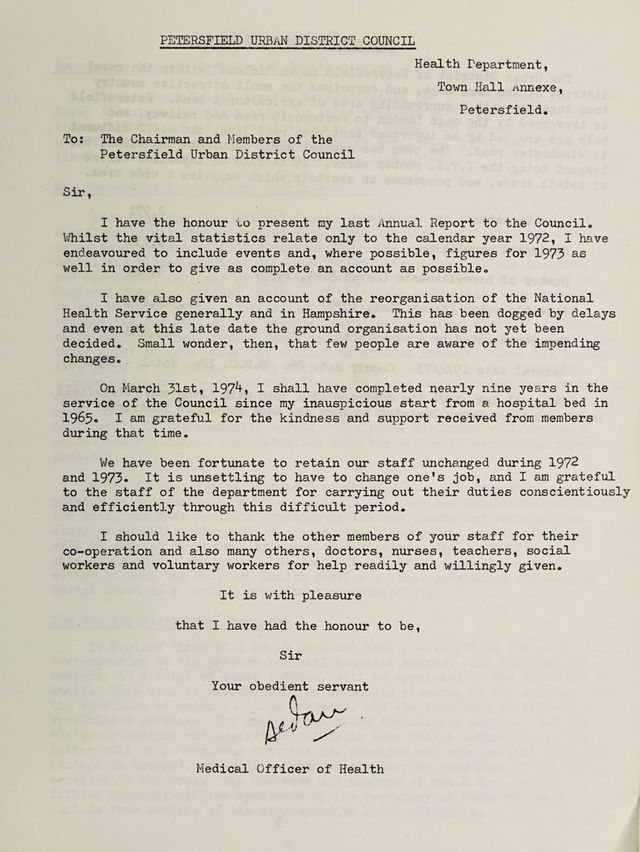 PETERSFIELD URBAN DISTRICT COUNCIL
Health Department,
Town Hall Annexe,
Petersfield.
To: The Chairman and Members of the
Petersfield Urban District Council
Sir,
I have the honour to present my last Annual Report to the Council.
Whilst the vital statistics relate only to the calendar year 1972, I have
endeavoured to include events and, where possible, figures for 1973 as
well in order to give as complete an account as possible.
I have also given an account of the reorganisation of the National
Health Service generally and in Hampshire. This has been dogged by delays
and even at this late date the ground organisation has not yet been
decided. Small wonder, then, that few people are aware of the impending
changes.
On March 31st, 1974, I shall have completed nearly nine years in the
service of the Council since my inauspicious start from a hospital bed in
1965. I am grateful for the kindness and support received from members
during that time.
We have been fortunate to retain our staff unchanged during 1972
and 1973. It is unsettling to have to change one's job, and I am grateful
to the staff of the department for carrying out their duties conscientiously
and efficiently through this difficult period.
I should like to thank the other members of your staff for their
co-operation and also many others, doctors, nurses, teachers, social
workers and voluntary workers for help readily and willingly given.
It is with pleasure
that I have had the honour to be,
Sir
Your obedient servant
Medical Officer of Health